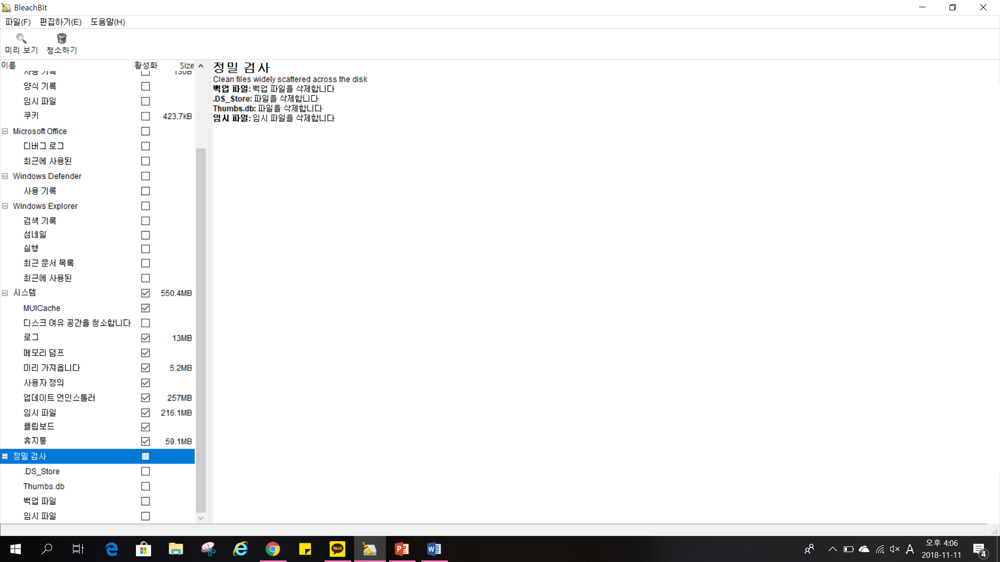 BleachBit
파일(F) 편집하기(E) 도움말(H)
미리 보기 청소하기
이름 활성화 Size
사용 기록 130B
양식 기록
임시 파일
쿠키 423.7kB
Microsoft Office
디버그 로그
최근에 사용된
Windows Defender
사용 기록
Windows Explorer
검색 기록
섬네일
실행
최근 문서 목록
최근에 사용된
시스템 550.4MB
MUICache
디스크 여유 공간을 청소합니다
로그 13MB
메모리 덤프
미리 가져옵니다 5.2MB
사용자 정의
업데이트 언인스톨러 257MB
임시 파일 216.1MB
클립보드
휴지통 59.1MB
정밀 검사
.DS_Store
Thumbs.db
백업 파일
임시 파일
정밀 검사
Clean files widely scattered across the disk
백업 파일: 백업 파일을 삭제합니다
.DS_Store: 파일을 삭제합니다
Thumbs.db: 파일을 삭제합니다
임시 파일: 임시 파일을 삭제합니다
TALK
A
오후 4:06
2018-11-11
4